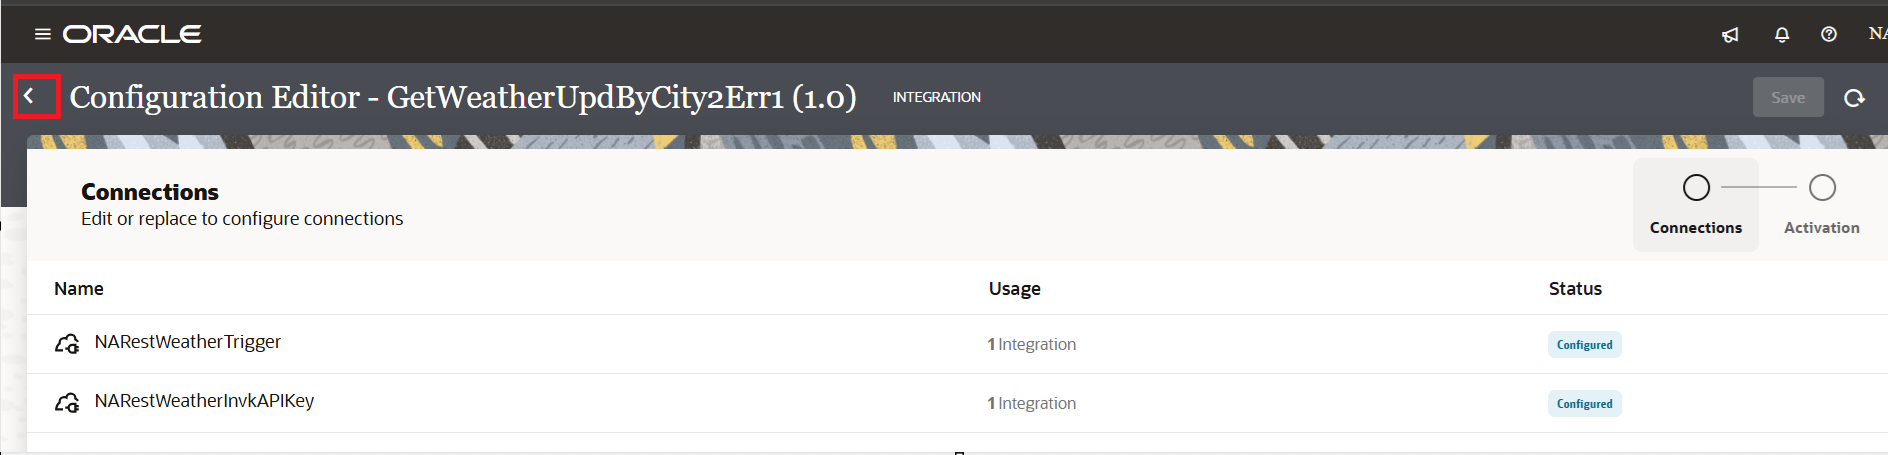 ORACLE
NA
Configuration Editor - GetWeatherUpdByCity2Err1 (1.0)
INTEGRATION
Save
Connections
Edit or replace to configure connections
Connections
Activation
Name
Usage
Status
NARestWeatherTrigger
1 Integration
Configured
NARestWeatherInvkAPIKey
1 Integration
Configured